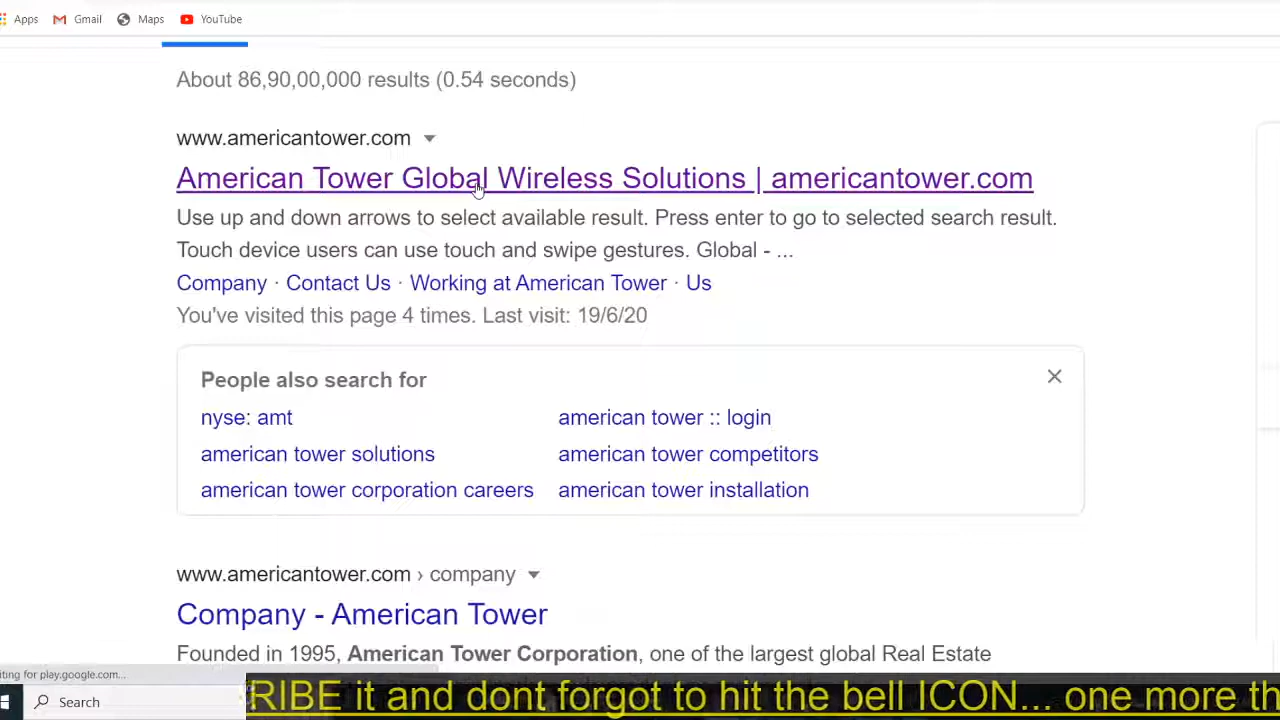 Apps Gmail Maps YouTube
About 86,90,00,000 results (0.54 seconds)
www.americantower.com
American Tower Global Wireless Solutions | americantower.com
Use up and down arrows to select available result. Press enter to go to selected search result.
Touch device users can use touch and swipe gestures. Global - ...
Company · Contact Us · Working at American Tower · Us
You've visited this page 4 times. Last visit: 19/6/20
People also search for
nyse: amt american tower :: login
american tower solutions american tower competitors
american tower corporation careers american tower installation
www.americantower.com › company
Company - American Tower
Founded in 1995, American Tower Corporation, one of the largest global Real Estate
iting for play.google.com...
Search
RIBE it and dont forgot to hit the bell ICON... one more th